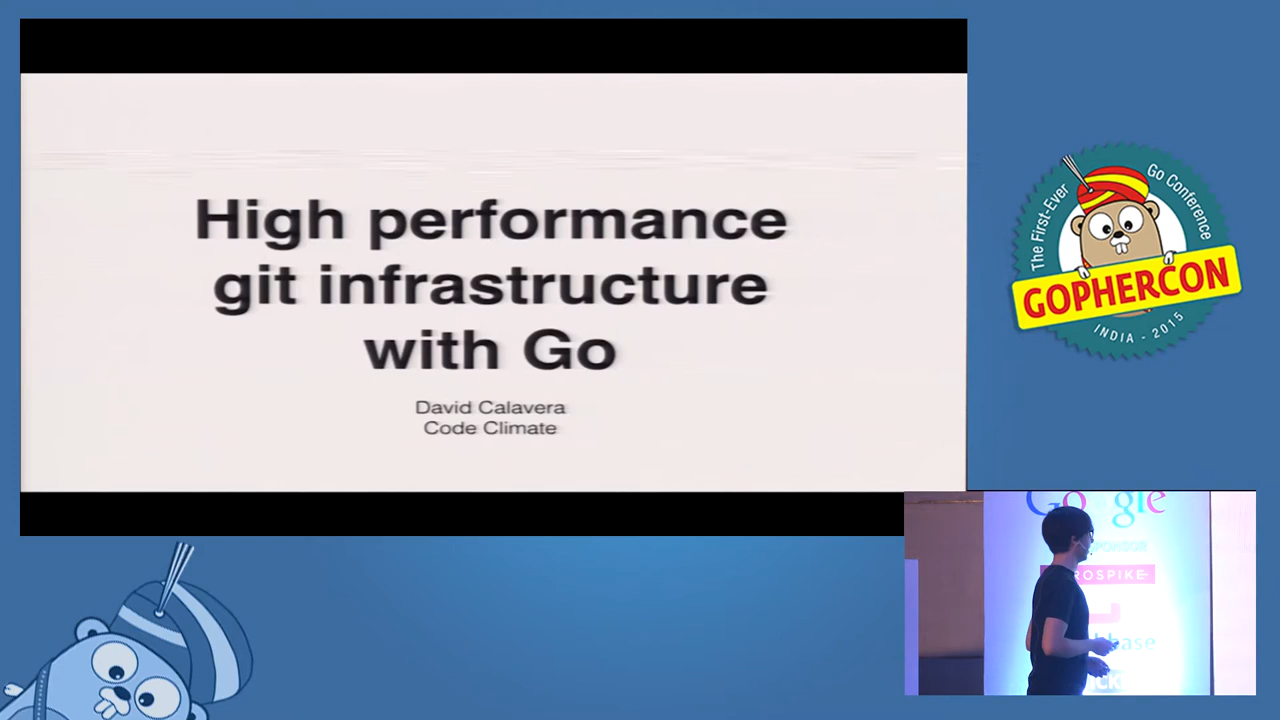 High performance
git infrastructure
with Go
David Calavera
Code Climate
The First-Ever
Go Conference
GOPHERCON
INDIA - 2015
Google